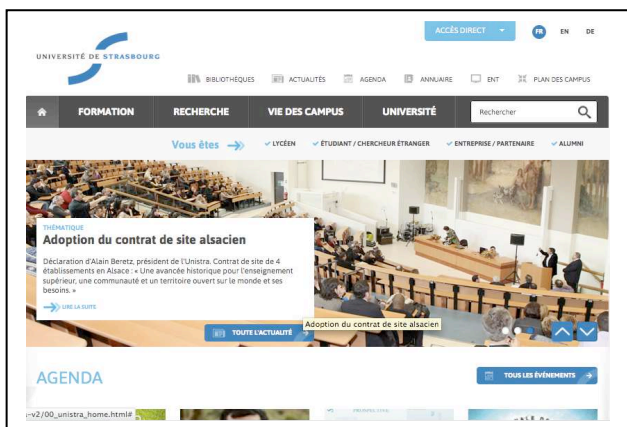 ACCÈS DIRECT
FR EN DE
UNIVERSITÉ DE STRASBOURG
BIBLIOTHÈQUES ACTUALITÉS AGENDA ANNUAIRE ENT PLAN DES CAMPUS
FORMATION RECHERCHE VIE DES CAMPUS UNIVERSITÉ Rechercher
Vous êtes LYCÉEN ÉTUDIANT / CHERCHEUR ÉTRANGER ENTREPRISE / PARTENAIRE ALUMNI
THÉMATIQUE
Adoption du contrat de site alsacien
Déclaration d'Alain Beretz, président de l'Unistra. Contrat de site de 4
établissements en Alsace : « Une avancée historique pour l'enseignement
supérieur, une communauté et un territoire ouvert sur le monde et ses
besoins. »
LIRE LA SUITE
TOUTE L'ACTUALITÉ
Adoption du contrat de site alsacien
AGENDA
TOUS LES ÉVÉNEMENTS
-v2/00_unistra_home.html#